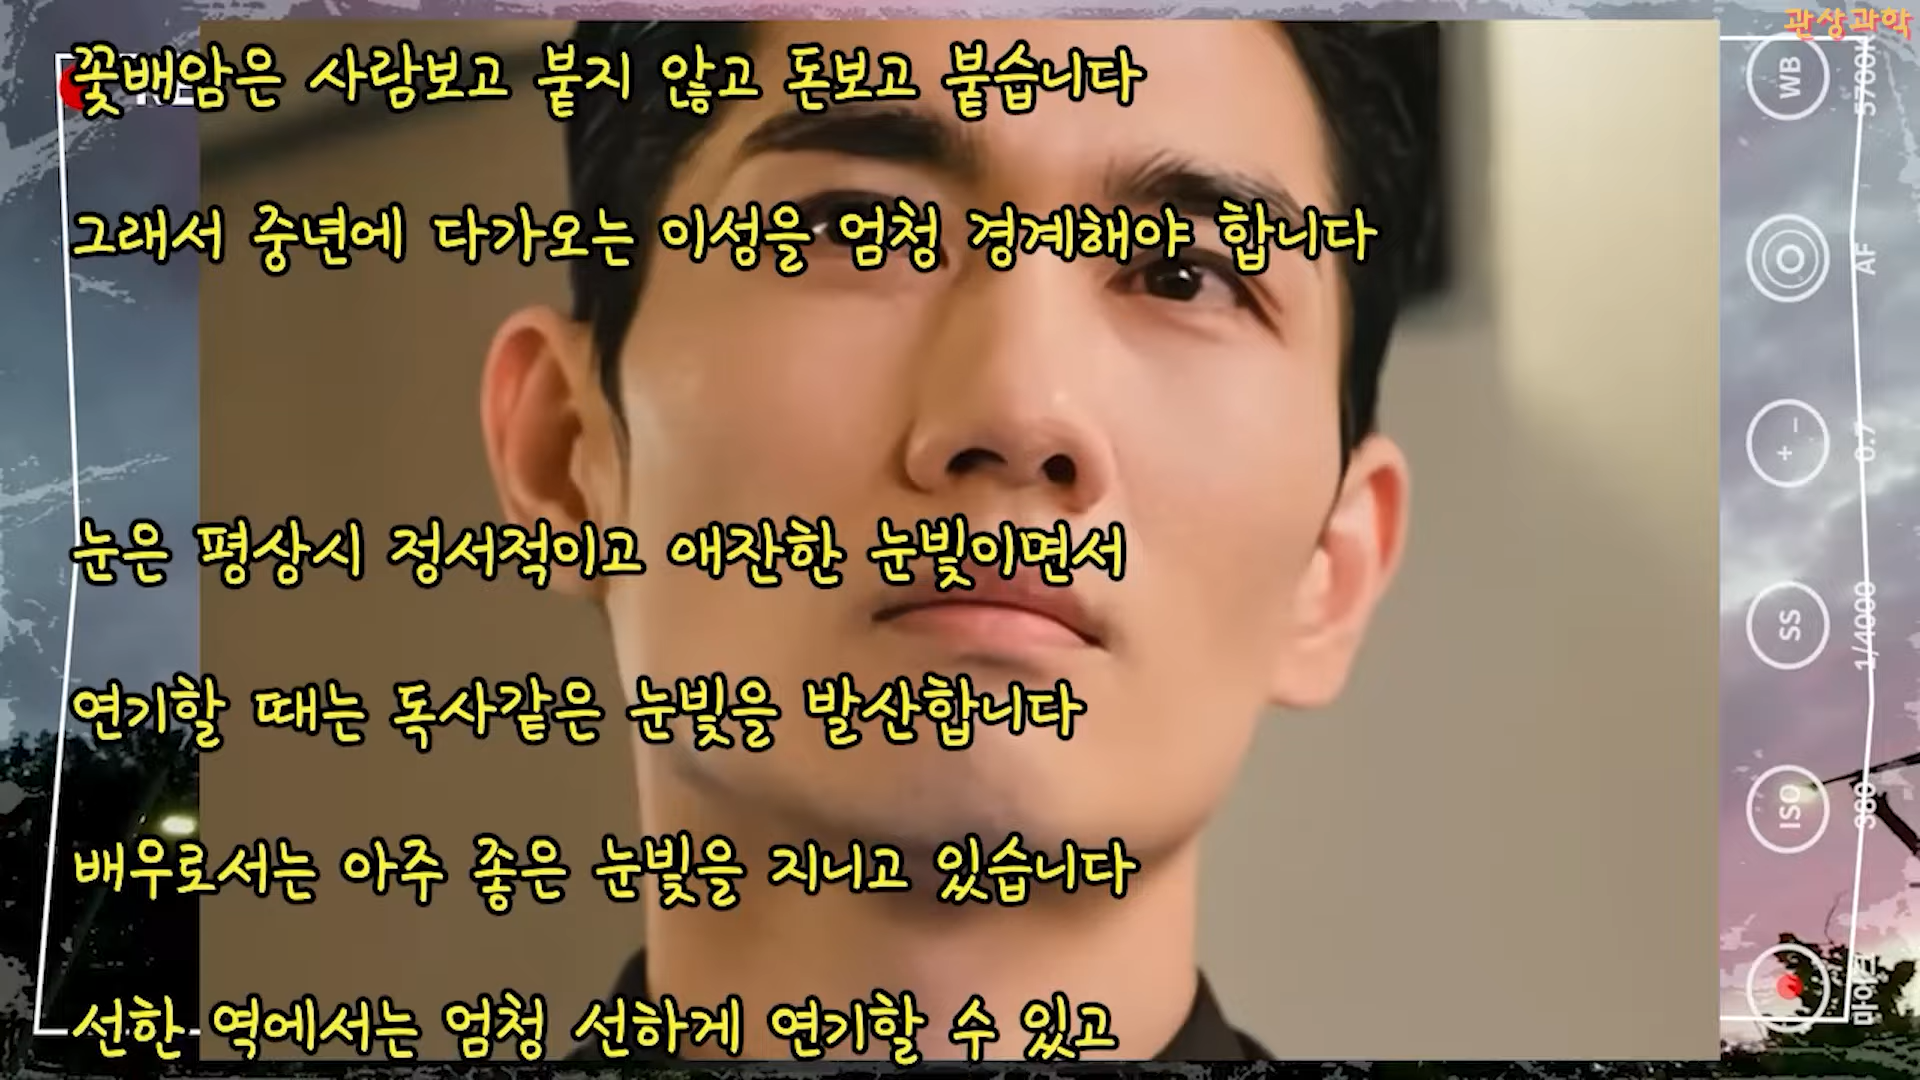 관상과학
꽃배암은 사람보고 붙지 않고 돈보고 붙습니다
그래서 중년에 다가오는 이성을 엄청 경계해야 합니다
눈은 평상시 정서적이고 애잔한 눈빛이면서
연기할 때는 독사같은 눈빛을 발산합니다
배우로서는 아주 좋은 눈빛을 지니고 있습니다
선한 역에서는 엄청 선하게 연기할 수 있고
WB
5700K
AF
+ -
0.7
SS
1/4000
ISO
380